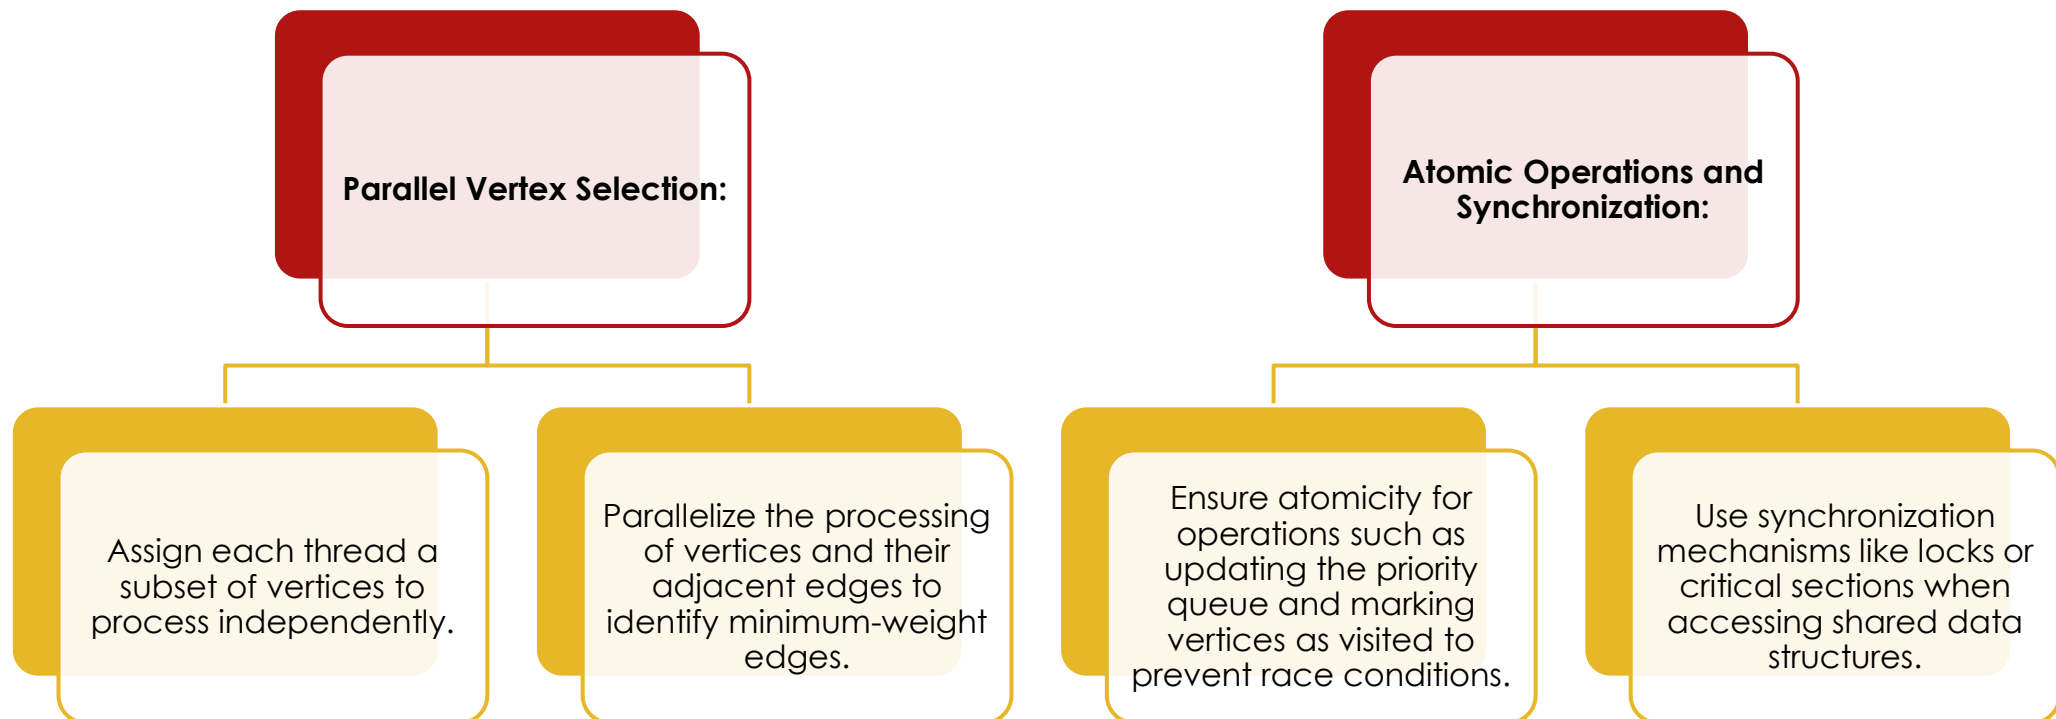 Parallel Vertex Selection:
Atomic Operations and
Synchronization:
Assign each thread a
subset of vertices to
process independently.
Parallelize the processing
of vertices and their
adjacent edges to
identify minimum-weight
edges.
Ensure atomicity for
operations such as
updating the priority
queue and marking
vertices as visited to
prevent race conditions.
Use synchronization
mechanisms like locks or
critical sections when
accessing shared data
structures.